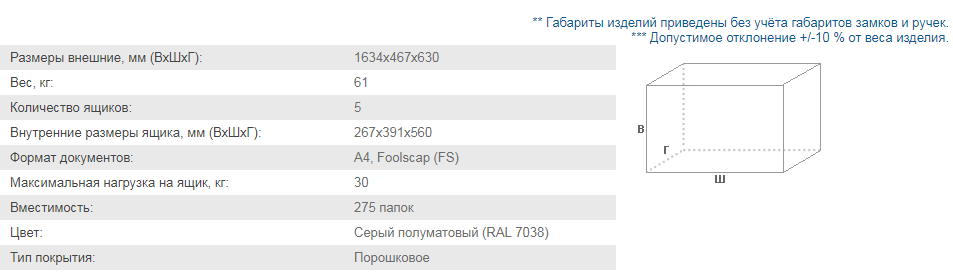 ** Габариты изделий приведены без учёта габаритов замков и ручек.
*** Допустимое отклонение +/-10 % от веса изделия.
Размеры внешние, мм (ВхШхГ): 1634x467x630
Вес, кг: 61
Количество ящиков: 5
Внутренние размеры ящика, мм (ВхШхГ): 267x391x560
Формат документов: A4, Foolscap (FS)
Максимальная нагрузка на ящик, кг: 30
Вместимость: 275 папок
Цвет: Серый полуматовый (RAL 7038)
Тип покрытия: Порошковое
В
Г
Ш